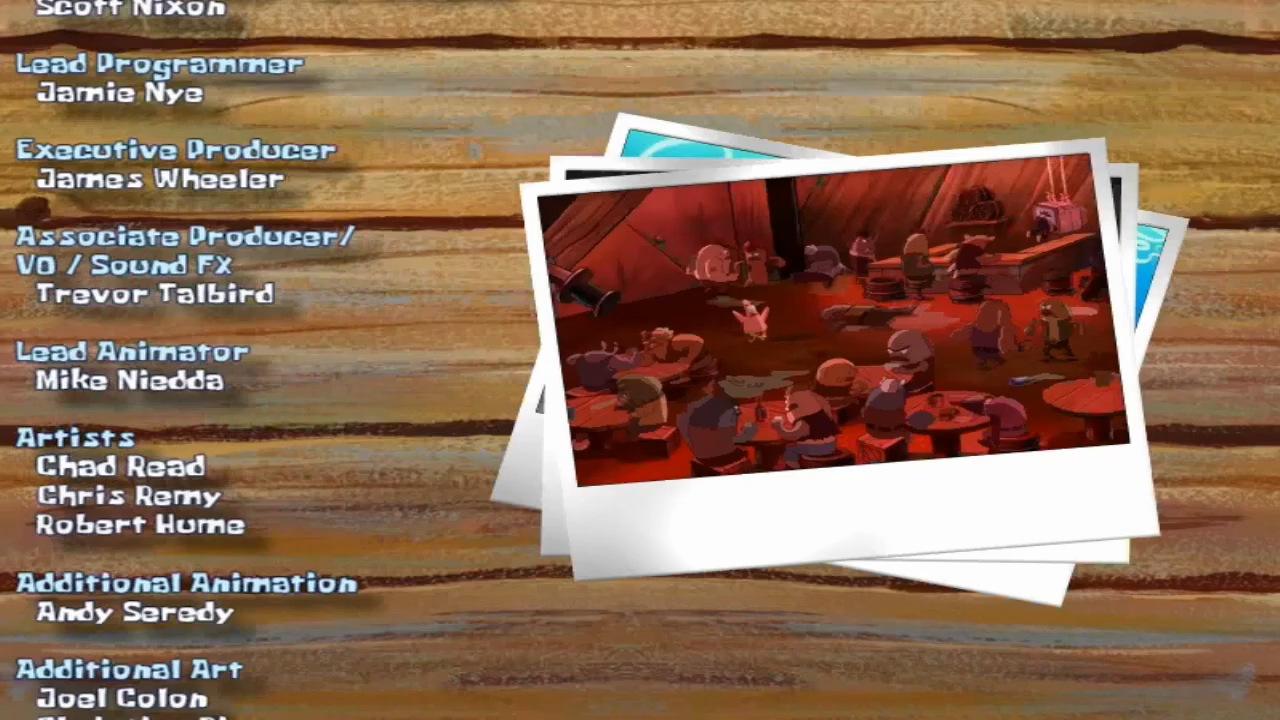 Scott Nixon
Lead Programmer
Jamie Nye
Executive Producer
James Wheeler
Associate Producer/
VO / Sound FX
Trevor Talbird
Lead Animator
Mike Niedda
Artists
Chad Read
Chris Remy
Robert Hume
Additional Animation
Andy Seredy
Additional Art
Joel Colon